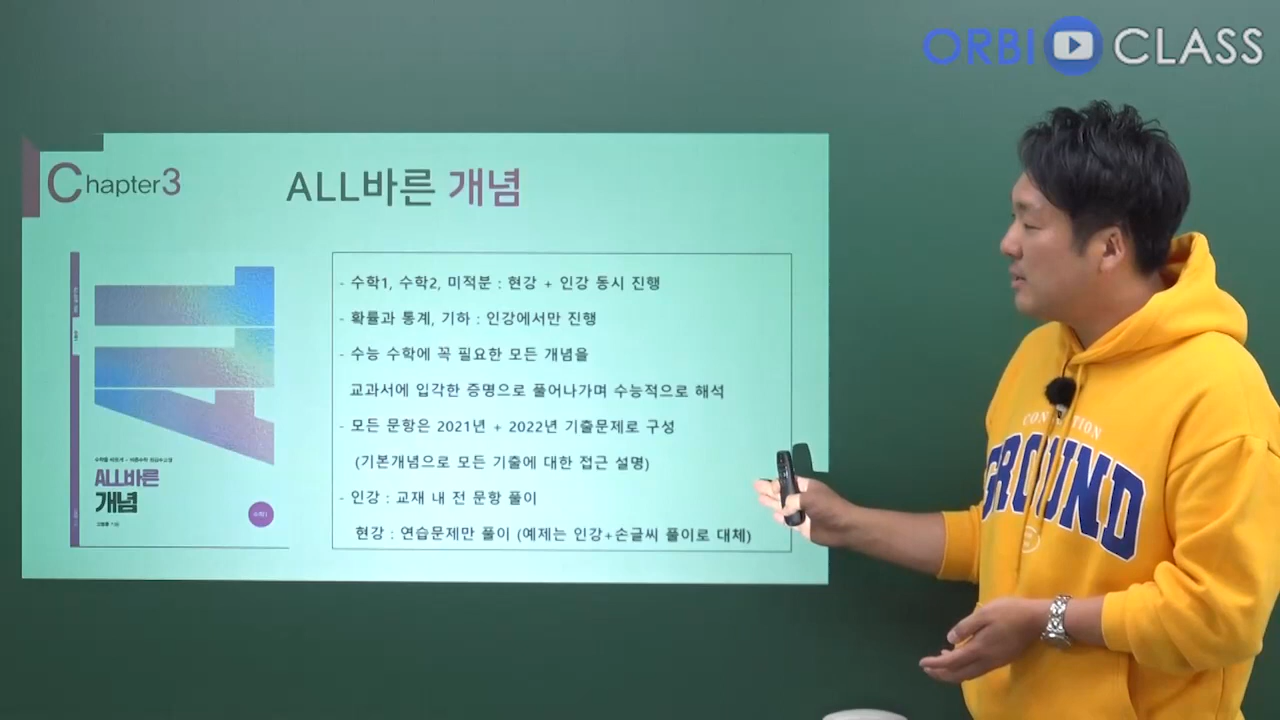 ORBI CLASS
Chapter3
ALL바른 개념
- 수학1, 수학2, 미적분 : 현강 + 인강 동시 진행
- 확률과 통계, 기하 : 인강에서만 진행
- 수능 수학에 꼭 필요한 모든 개념을
교과서에 입각한 증명으로 풀어나가며 수능적으로 해석
- 모든 문항은 2021년 + 2022년 기출문제로 구성
(기본개념으로 모든 기출에 대한 접근 설명)
- 인강 : 교재 내 전 문항 풀이
현강 : 연습문제만 풀이 (예제는 인강+손글씨 풀이로 대체)
ALL
ALL바른
개념
수학1
GROUND